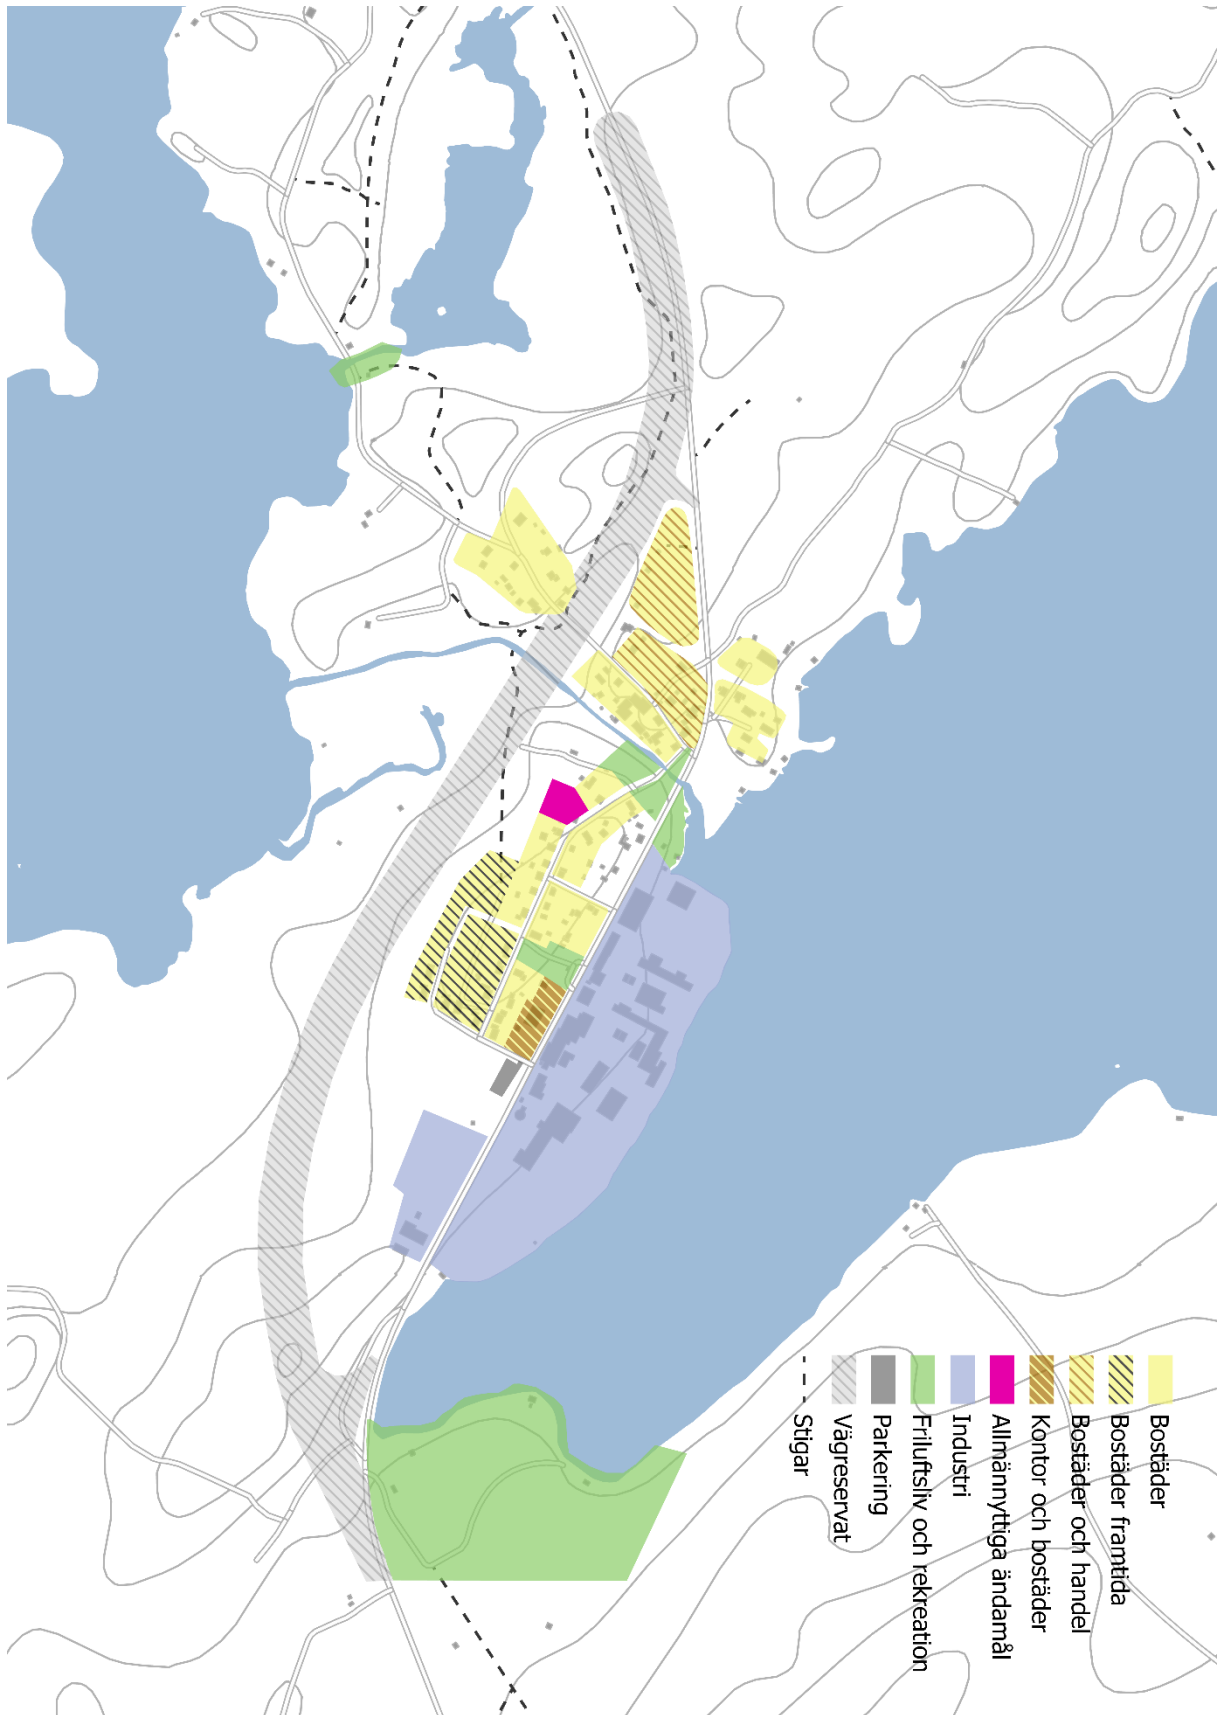 Bostäder
Bostäder framtida
Bostäder och handel
Kontor och bostäder
Allmännyttiga ändamål
Industri
Friluftsliv och rekreation
Parkering
Vägreservat
Stigar